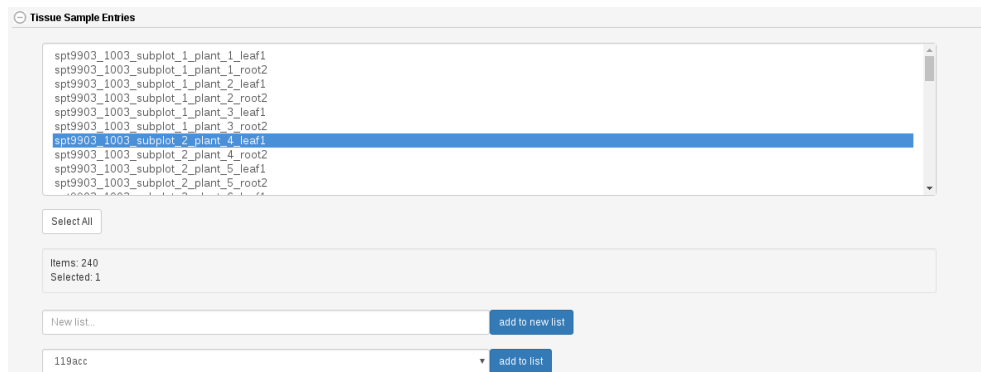 Tissue Sample Entries
spt9903_1003_subplot_1_plant_1_leaf1
spt9903_1003_subplot_1_plant_1_root2
spt9903_1003_subplot_1_plant_2_leaf1
spt9903_1003_subplot_1_plant_2_root2
spt9903_1003_subplot_1_plant_3_leaf1
spt9903_1003_subplot_1_plant_3_root2
spt9903_1003_subplot_2_plant_4_leaf1
spt9903_1003_subplot_2_plant_4_root2
spt9903_1003_subplot_2_plant_5_leaf1
spt9903_1003_subplot_2_plant_5_root2
Select All
Items: 240
Selected: 1
New list... add to new list
119acc add to list